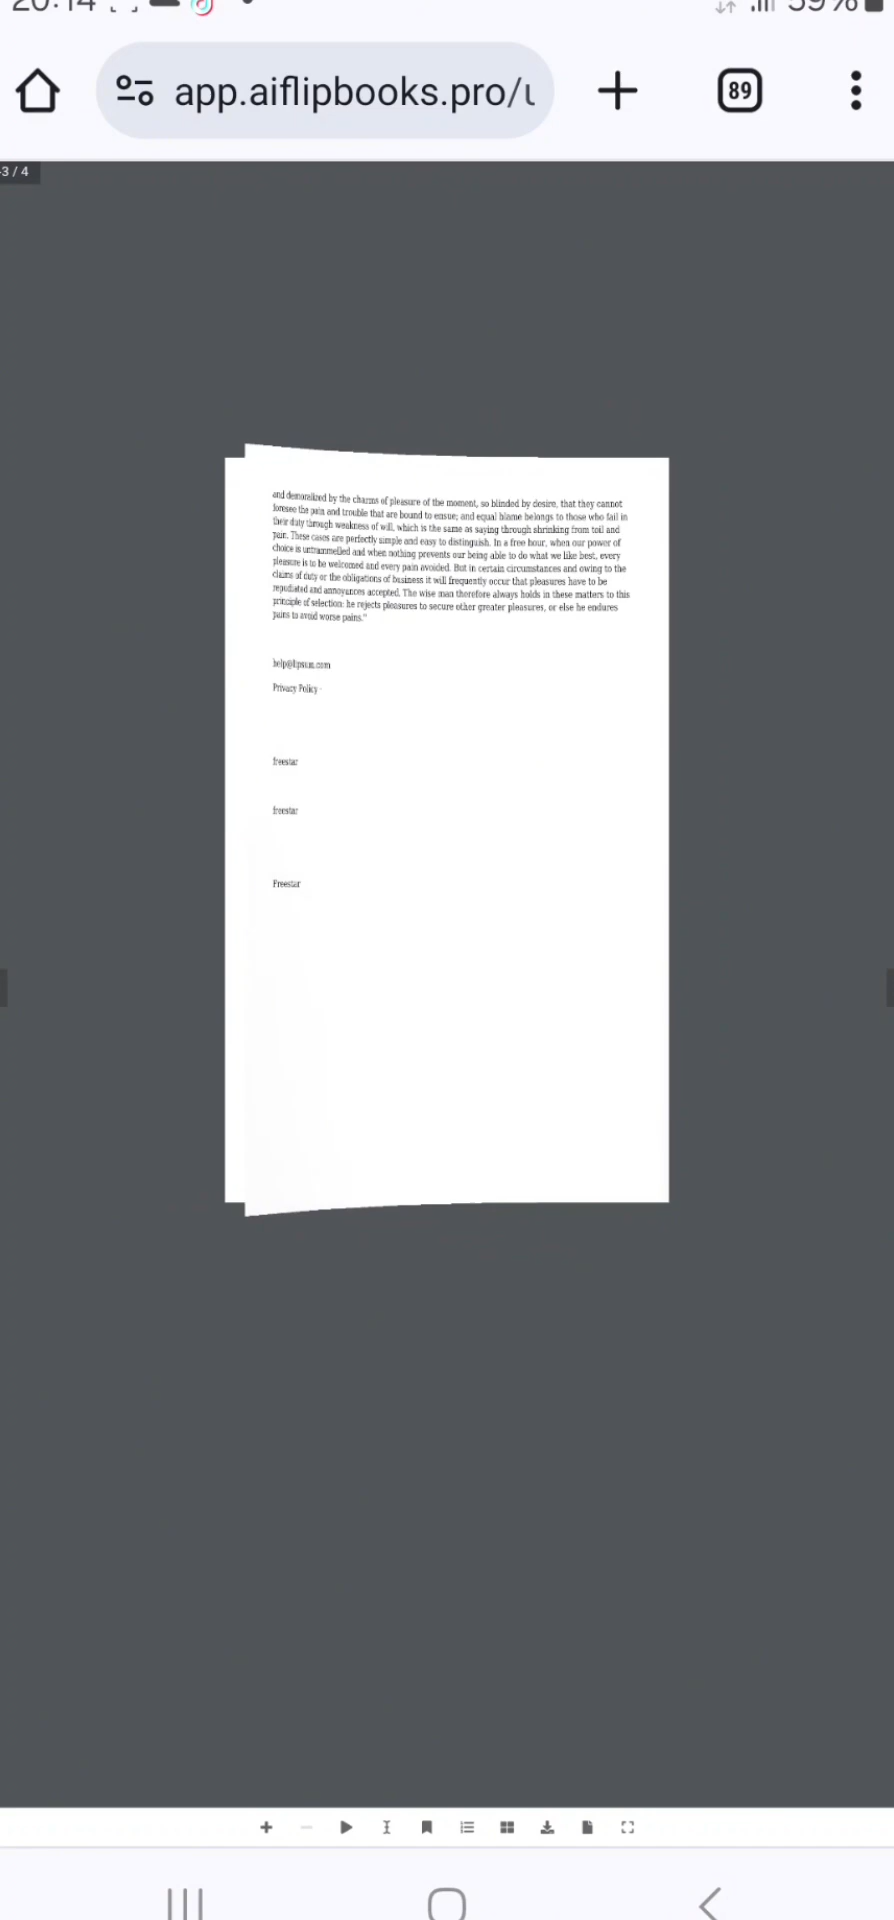 20:14
59%
app.aiflipbooks.pro/u
89
3 / 4
and demoralized by the charms of pleasure of the moment, so blinded by desire, that they cannot
foresee the pain and trouble that are bound to ensue; and equal blame belongs to those who fail in
their duty through weakness of will, which is the same as saying through shrinking from toil and
pain. These cases are perfectly simple and easy to distinguish. In a free hour, when our power of
choice is untrammelled and when nothing prevents our being able to do what we like best, every
pleasure is to be welcomed and every pain avoided. But in certain circumstances and owing to the
claims of duty or the obligations of business it will frequently occur that pleasures have to be
repudiated and annoyances accepted. The wise man therefore always holds in these matters to this
principle of selection: he rejects pleasures to secure other greater pleasures, or else he endures
pains to avoid worse pains."
help@lipsum.com
Privacy Policy ·
freestar
freestar
Freestar